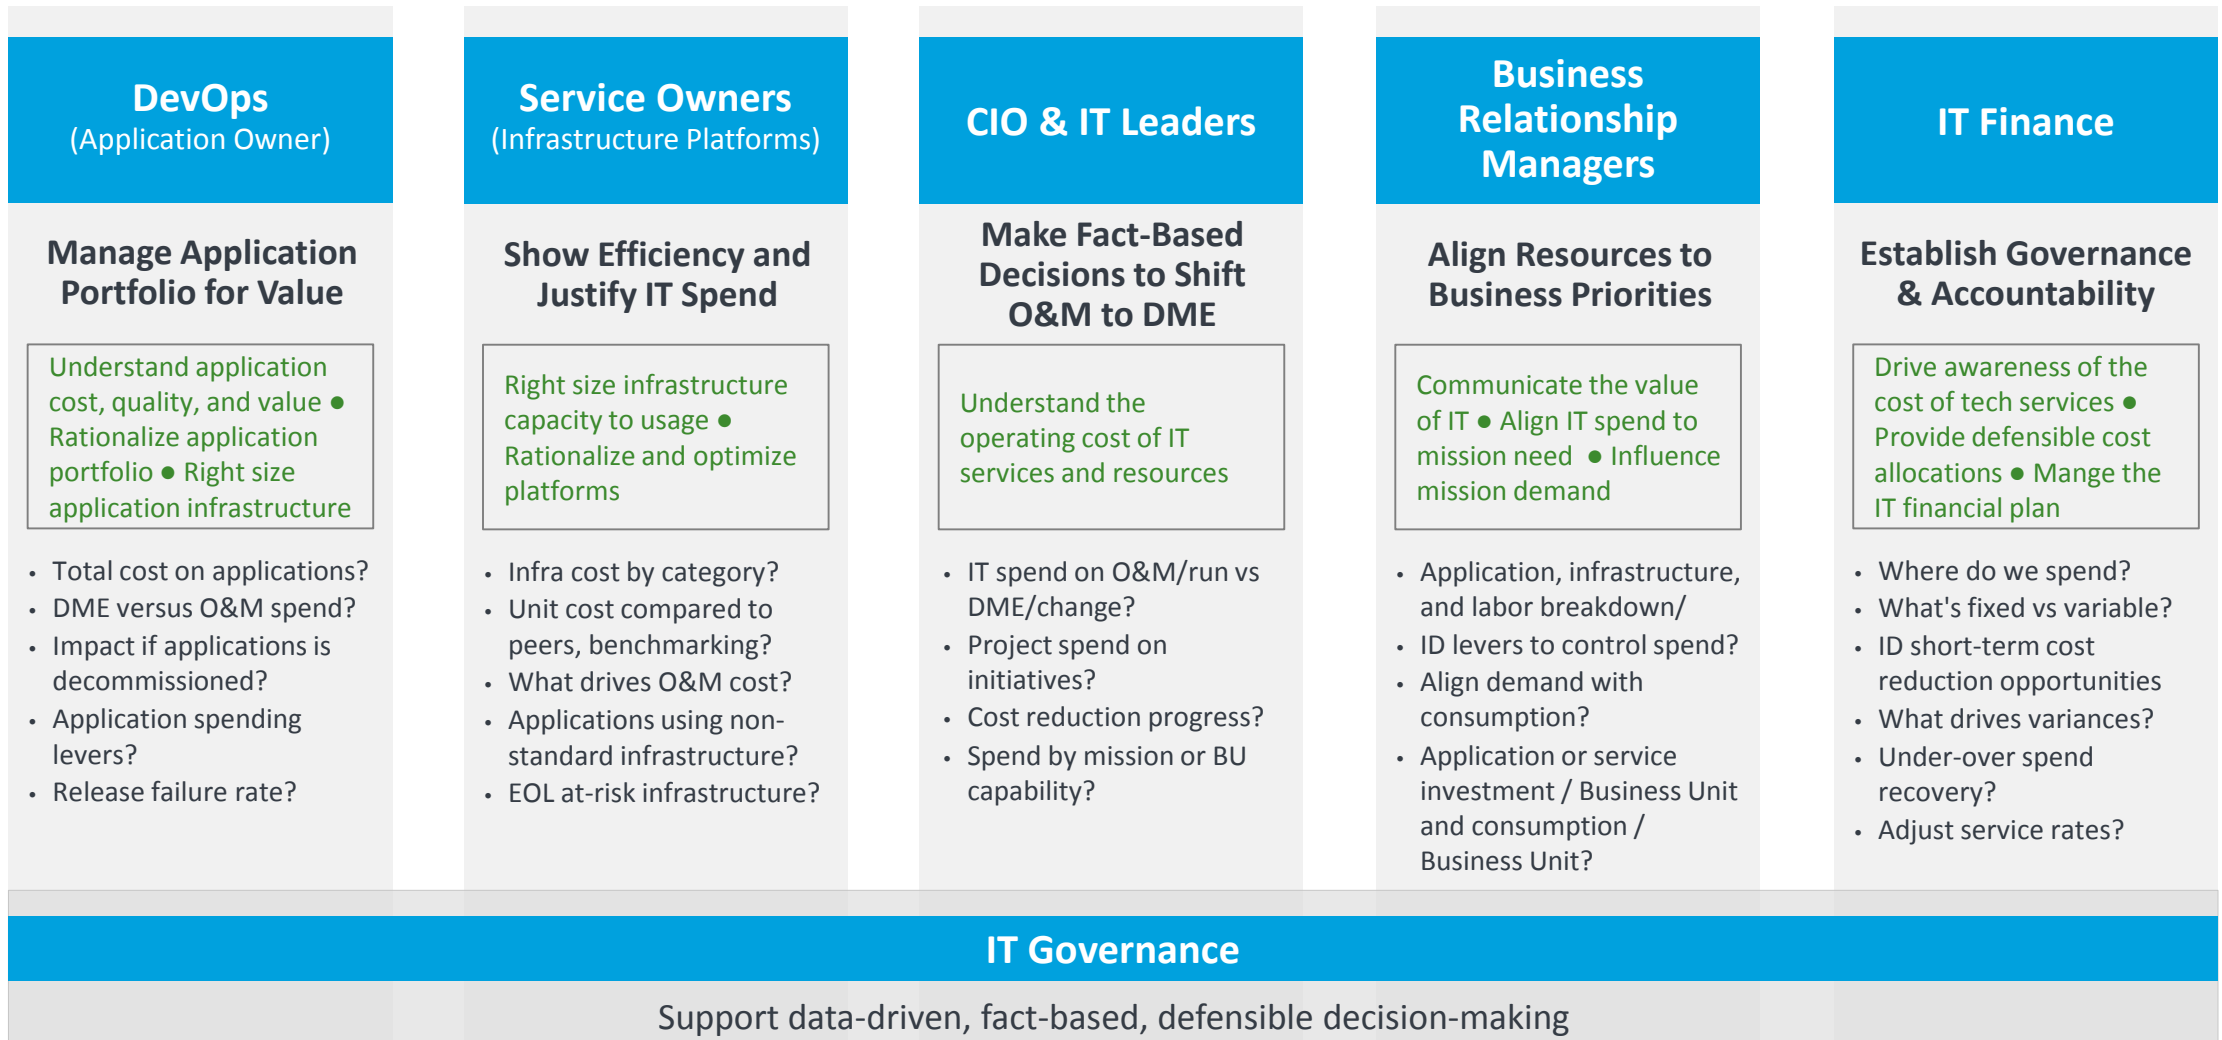 DevOps
(Application Owner)
Manage Application
Portfolio for Value
Understand application
cost, quality, and value ●
Rationalize application
portfolio ● Right size
application infrastructure
• Total cost on applications?
• DME versus O&M spend?
• Impact if applications is
decommissioned?
• Application spending
levers?
• Release failure rate?
Service Owners
(Infrastructure Platforms)
Show Efficiency and
Justify IT Spend
Right size infrastructure
capacity to usage ●
Rationalize and optimize
platforms
• Infra cost by category?
• Unit cost compared to
peers, benchmarking?
• What drives O&M cost?
• Applications using non-
standard infrastructure?
• EOL at-risk infrastructure?
CIO & IT Leaders
Make Fact-Based
Decisions to Shift
O&M to DME
Understand the
operating cost of IT
services and resources
• IT spend on O&M/run vs
DME/change?
• Project spend on
initiatives?
• Cost reduction progress?
• Spend by mission or BU
capability?
Business
Relationship
Managers
Align Resources to
Business Priorities
Communicate the value
of IT ● Align IT spend to
mission need ● Influence
mission demand
• Application, infrastructure,
and labor breakdown/
• ID levers to control spend?
• Align demand with
consumption?
• Application or service
investment / Business Unit
and consumption /
Business Unit?
IT Finance
Establish Governance
& Accountability
Drive awareness of the
cost of tech services ●
Provide defensible cost
allocations ● Mange the
IT financial plan
• Where do we spend?
• What's fixed vs variable?
• ID short-term cost
reduction opportunities
• What drives variances?
• Under-over spend
recovery?
• Adjust service rates?
IT Governance
Support data-driven, fact-based, defensible decision-making